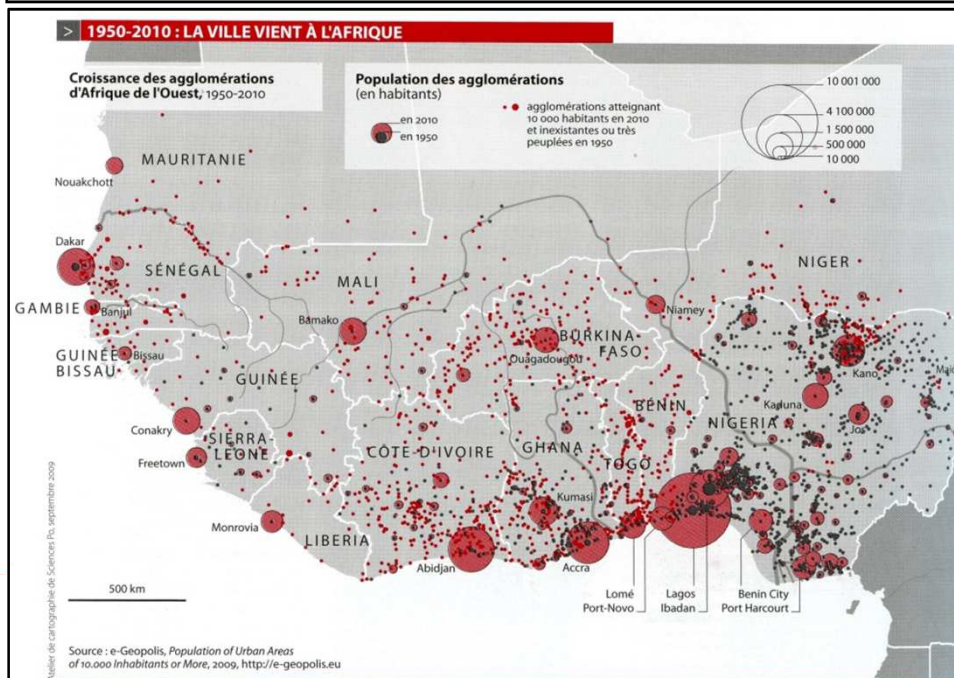 > 1950-2010 : LA VILLE VIENT À L'AFRIQUE
Croissance des agglomérations
d'Afrique de l'Ouest, 1950-2010
Population des agglomérations
(en habitants)
en 2010
en 1950
agglomérations atteignant
10 000 habitants en 2010
et inexistantes ou très
peuplées en 1950
10 001 000
4 100 000
1 500 000
500 000
10 000
MAURITANIE
Nouakchott
Dakar
SÉNÉGAL
MALI
NIGER
GAMBIE
Banjul
Bamako
Niamey
GUINÉE
BISSAU
Bissau
GUINÉE
Ouagadougou
BURKINA-
FASO
Kano
Kaduna
BÉNIN
NIGERIA
Jos
Conakry
SIERRA-
LEONE
CÔTE-D'IVOIRE
GHANA
TOGO
Freetown
Kumasi
Monrovia
LIBERIA
Abidjan
Accra
Lomé
Port-Novo
Lagos
Ibadan
Benin City
Port Harcourt
500 km
Source : e-Geopolis, Population of Urban Areas
of 10.000 Inhabitants or More, 2009, http://e-geopolis.eu
Atelier de cartographie de Sciences Po, septembre 2009